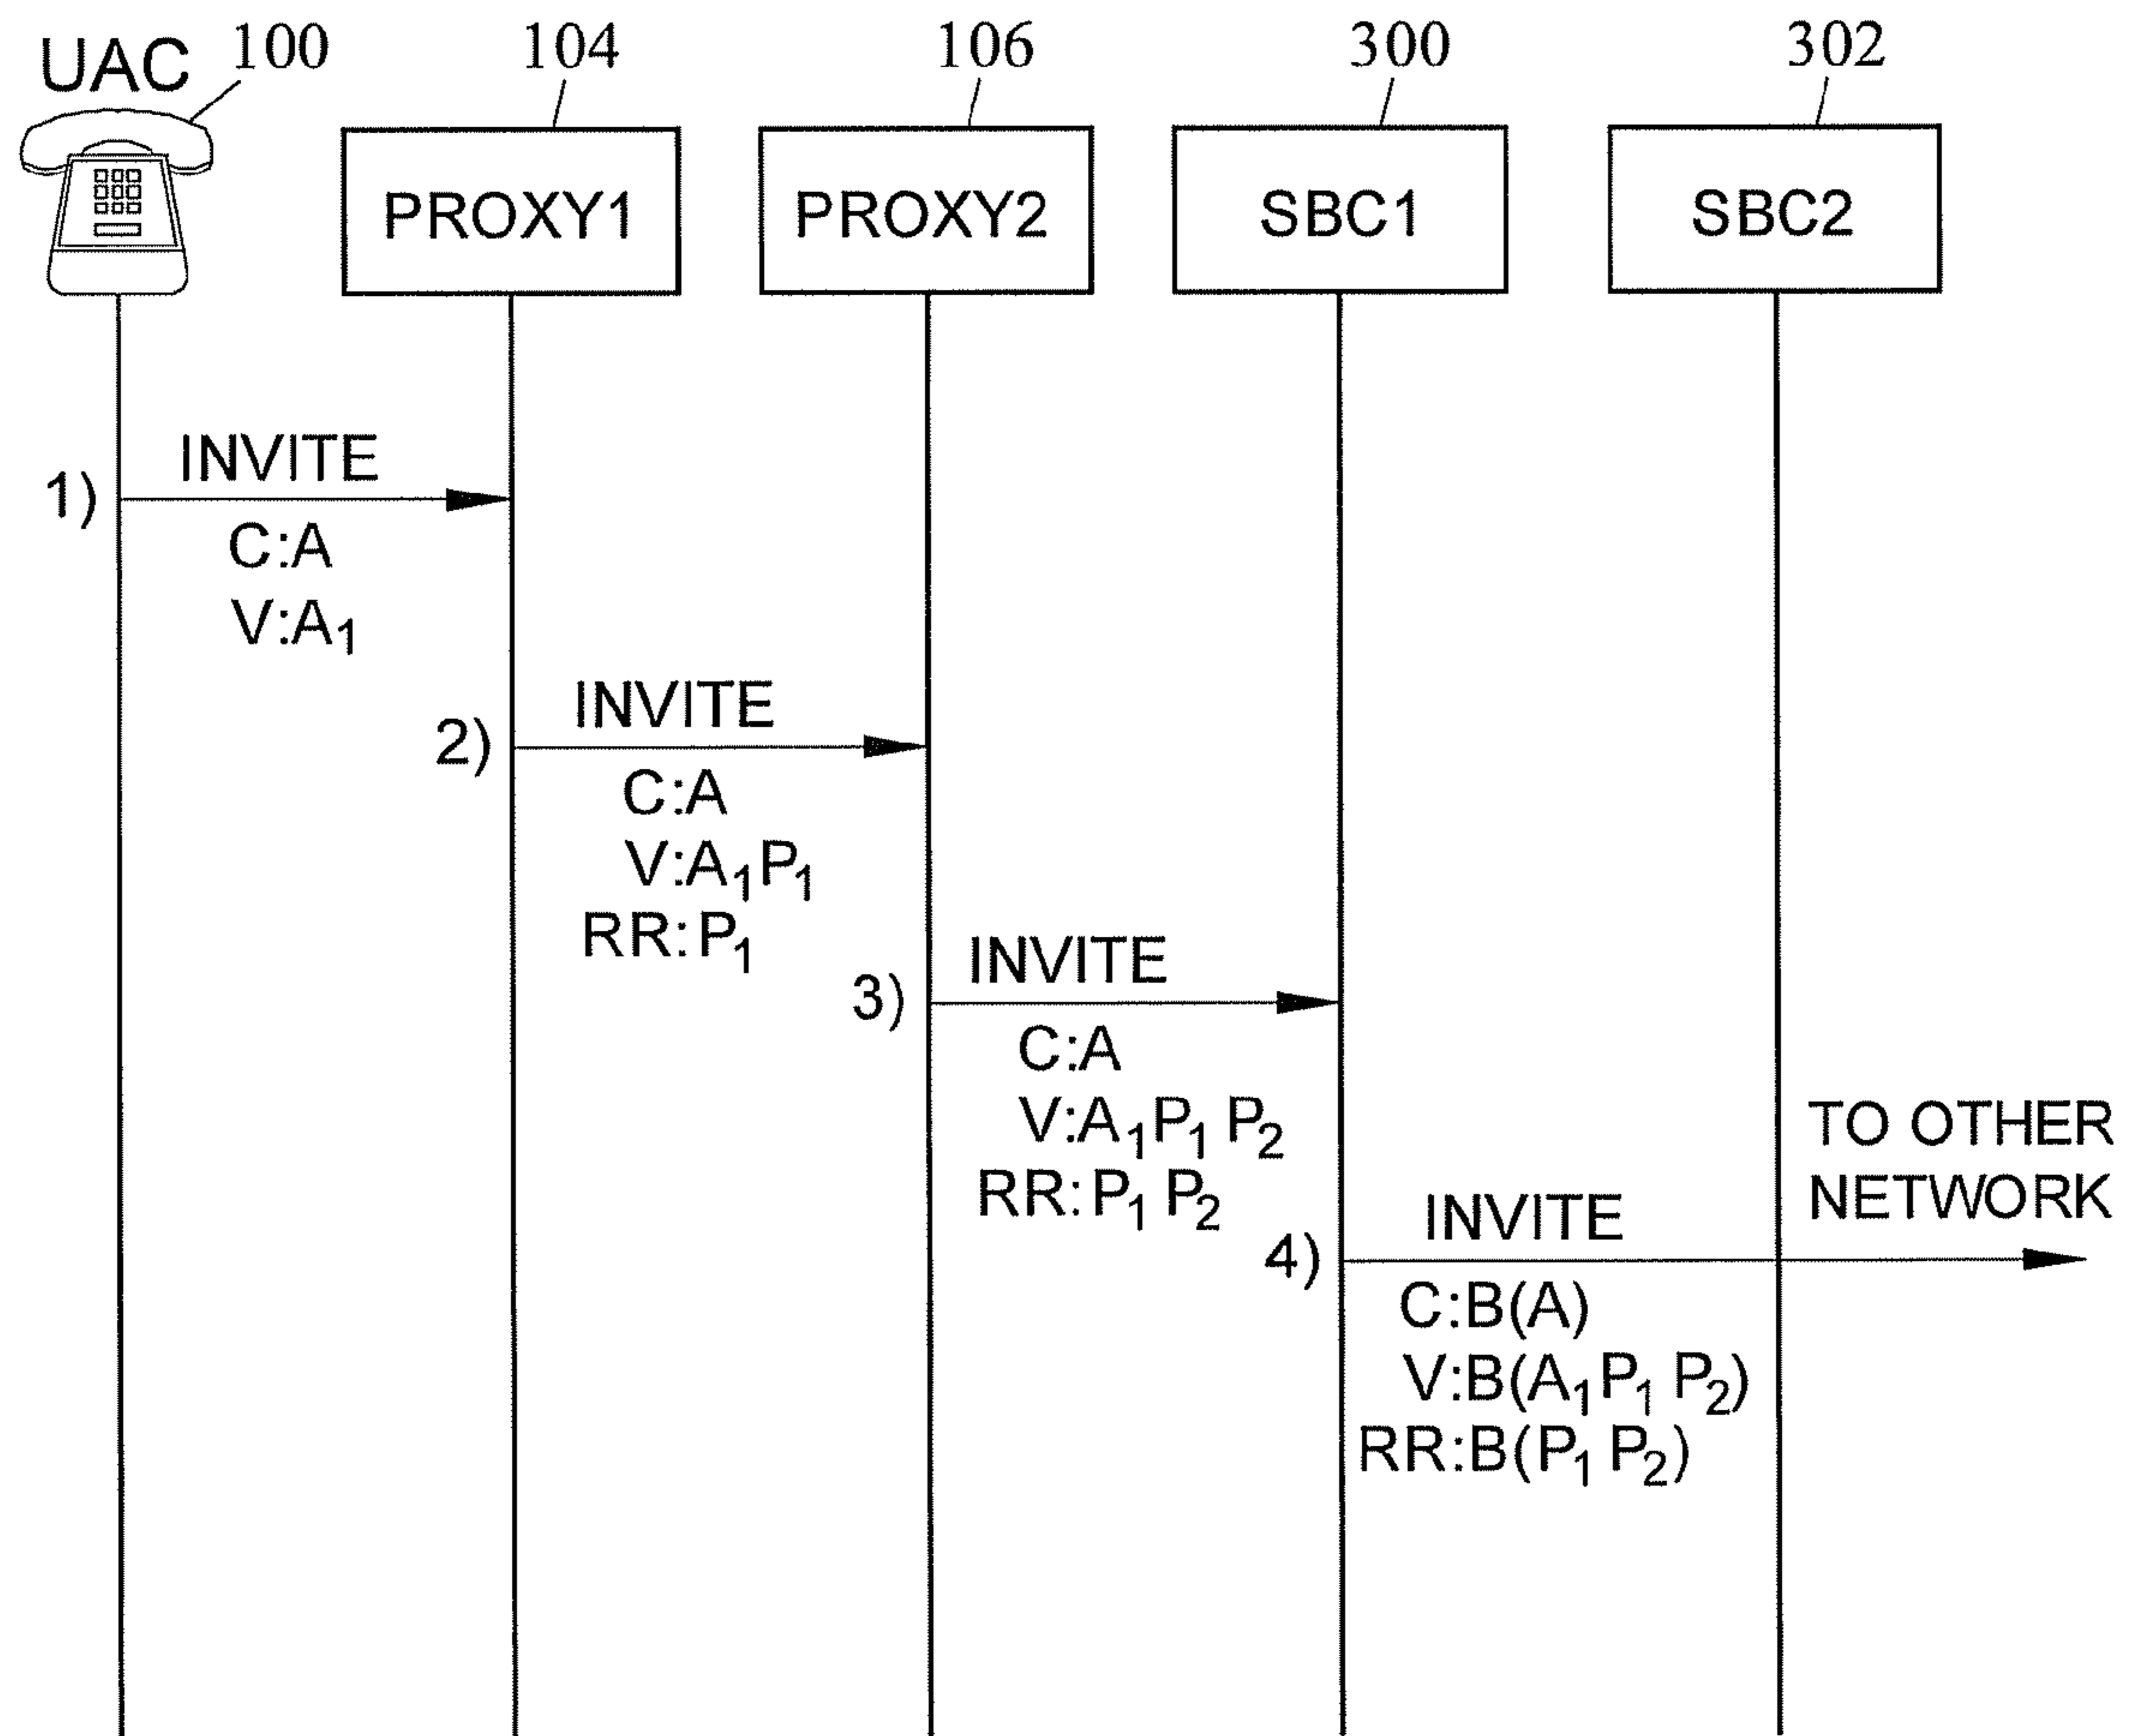 UAC 100 104 106 300 302
PROXY1 PROXY2 SBC1 SBC2
INVITE
1)
C:A
V:A₁
INVITE
2)
C:A
V:A₁P₁
RR:P₁
INVITE
3)
C:A
V:A₁P₁ P₂
RR:P₁ P₂
TO OTHER
NETWORK
INVITE
4)
C:B(A)
V:B(A₁P₁ P₂)
RR:B(P₁ P₂)